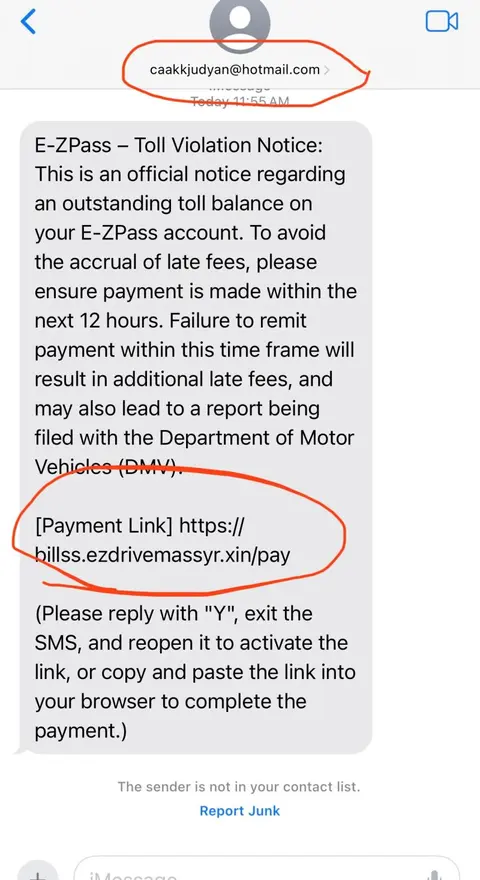 caakkjudyan@hotmail.com
iMessage
Today 11:55 AM
E-ZPass – Toll Violation Notice:
This is an official notice regarding
an outstanding toll balance on
your E-ZPass account. To avoid
the accrual of late fees, please
ensure payment is made within the
next 12 hours. Failure to remit
payment within this time frame will
result in additional late fees, and
may also lead to a report being
filed with the Department of Motor
Vehicles (DMV).
[Payment Link] https://
billss.ezdrivemassyr.xin/pay
(Please reply with "Y", exit the
SMS, and reopen it to activate the
link, or copy and paste the link into
your browser to complete the
payment.)
The sender is not in your contact list.
Report Junk
iMessage